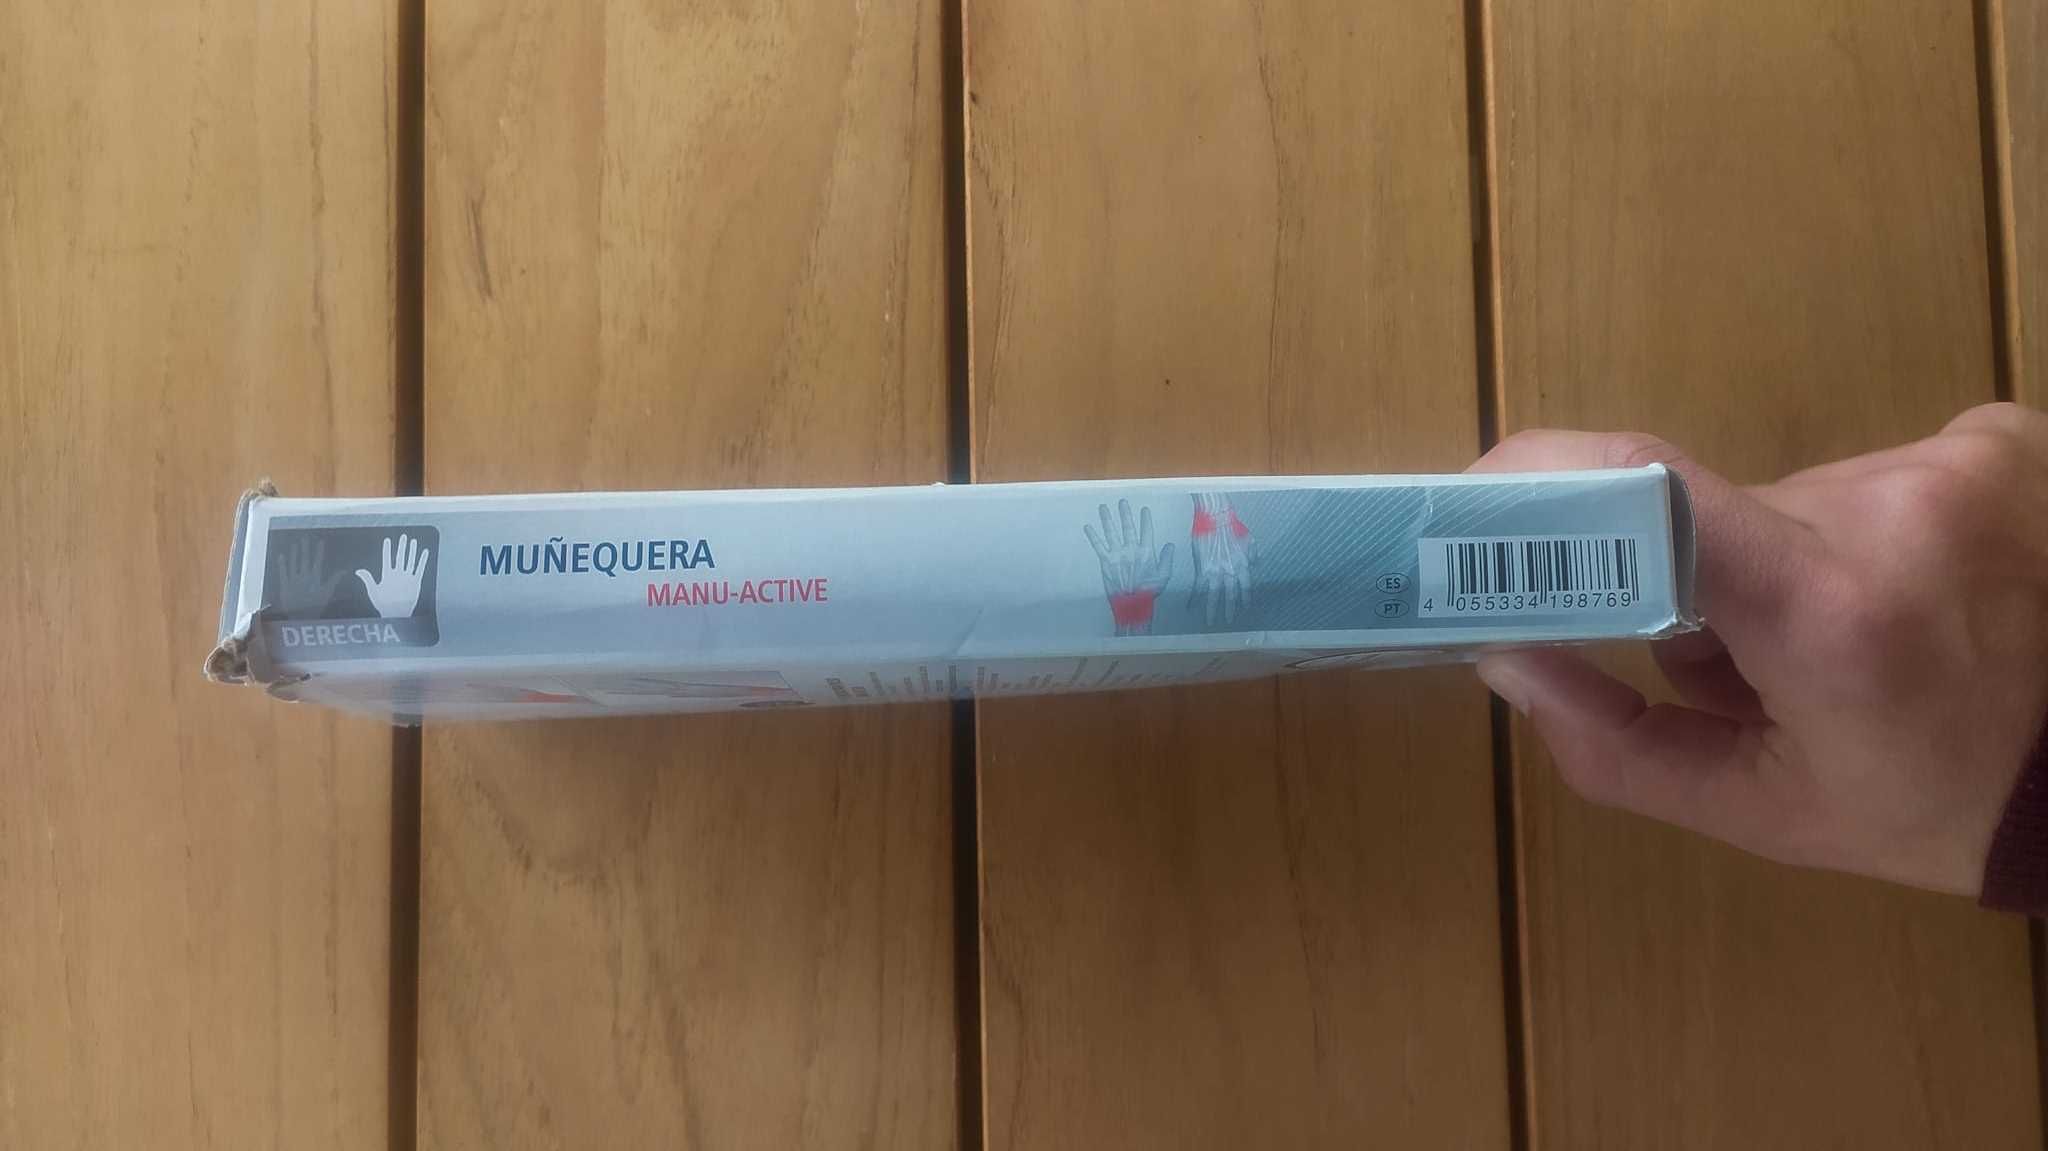 DERECHA
MUÑEQUERA
MANU-ACTIVE
ES
PT
4 055334 198769